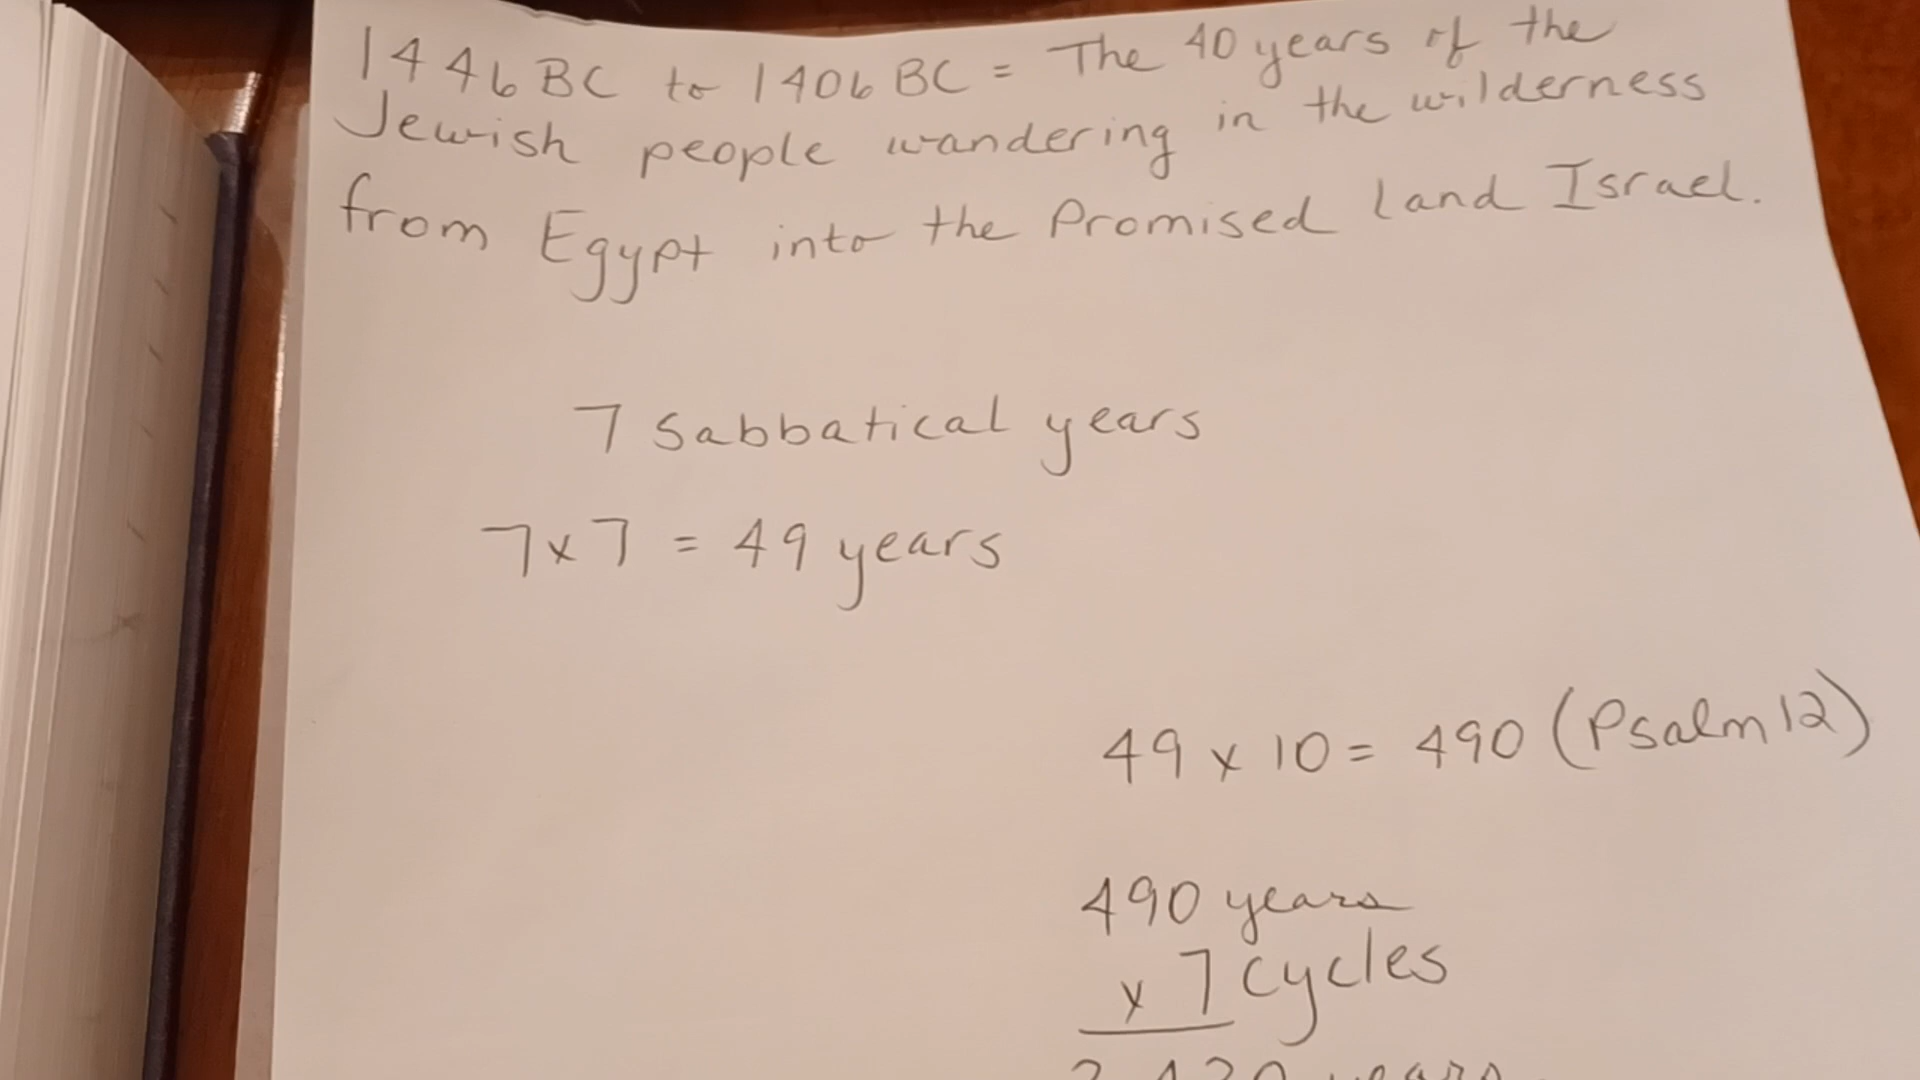 1446 BC to 1406 BC = The 40 years of the
Jewish people wandering in the wilderness
from Egypt into the Promised land Israel.
7 Sabbatical years
7x7 = 49 years
49 x 10 = 490 (Psalm 12)
490 years
x 7 cycles
years